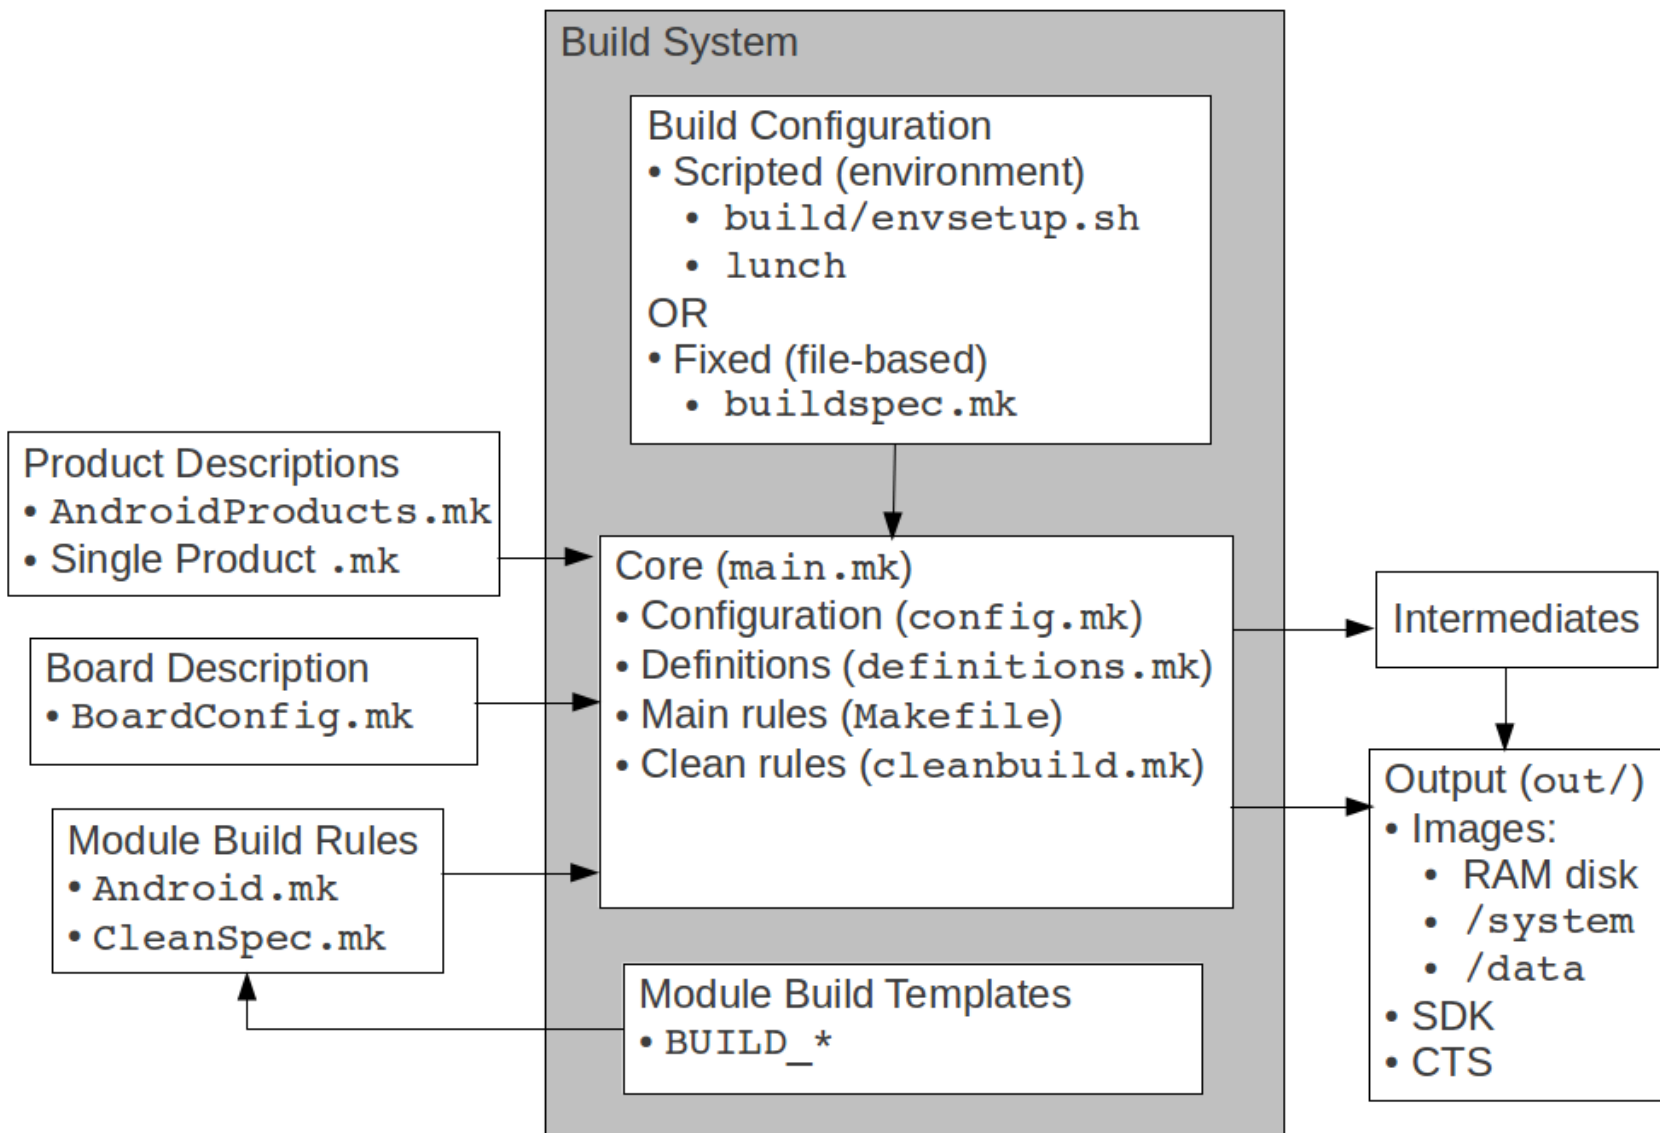 Build System
Build Configuration
• Scripted (environment)
• build/envsetup.sh
• lunch
OR
• Fixed (file-based)
• buildspec.mk
Product Descriptions
• AndroidProducts.mk
• Single Product .mk
Board Description
• BoardConfig.mk
Module Build Rules
• Android.mk
• CleanSpec.mk
Core (main.mk)
• Configuration (config.mk)
• Definitions (definitions.mk)
• Main rules (Makefile)
• Clean rules (cleanbuild.mk)
Module Build Templates
• BUILD_*
Intermediates
Output (out/)
• Images:
• RAM disk
• /system
• /data
• SDK
• CTS